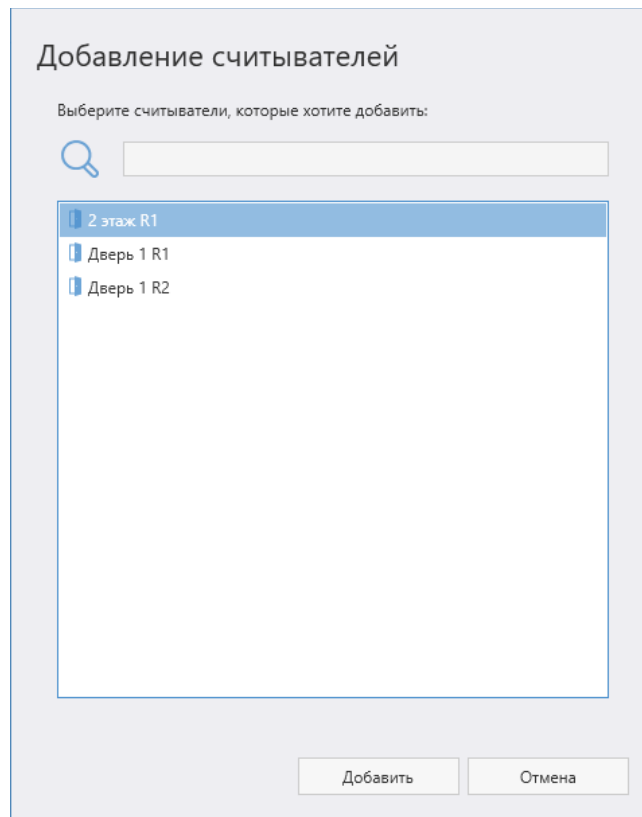 Добавление считывателей
Выберите считыватели, которые хотите добавить:
2 этаж R1
Дверь 1 R1
Дверь 1 R2
Добавить Отмена